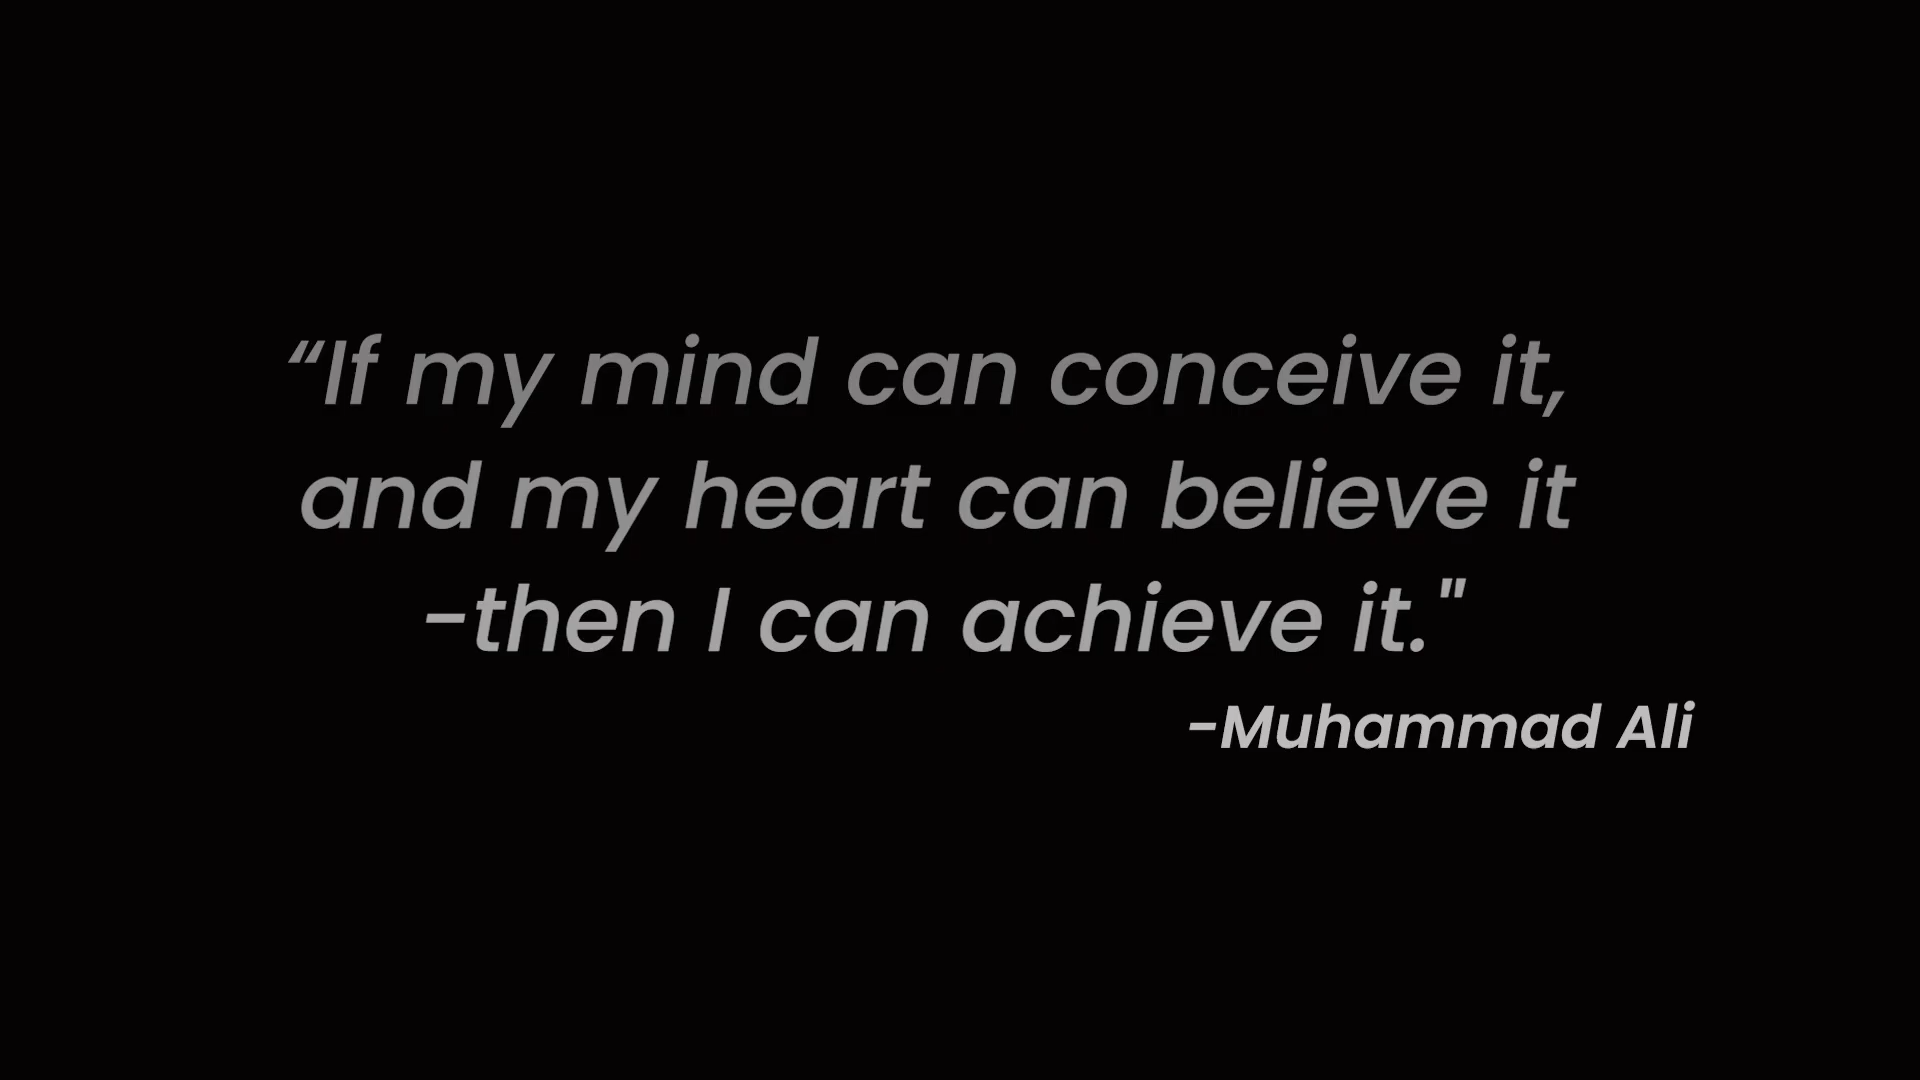 “If my mind can conceive it,
and my heart can believe it
-then I can achieve it."
-Muhammad Ali